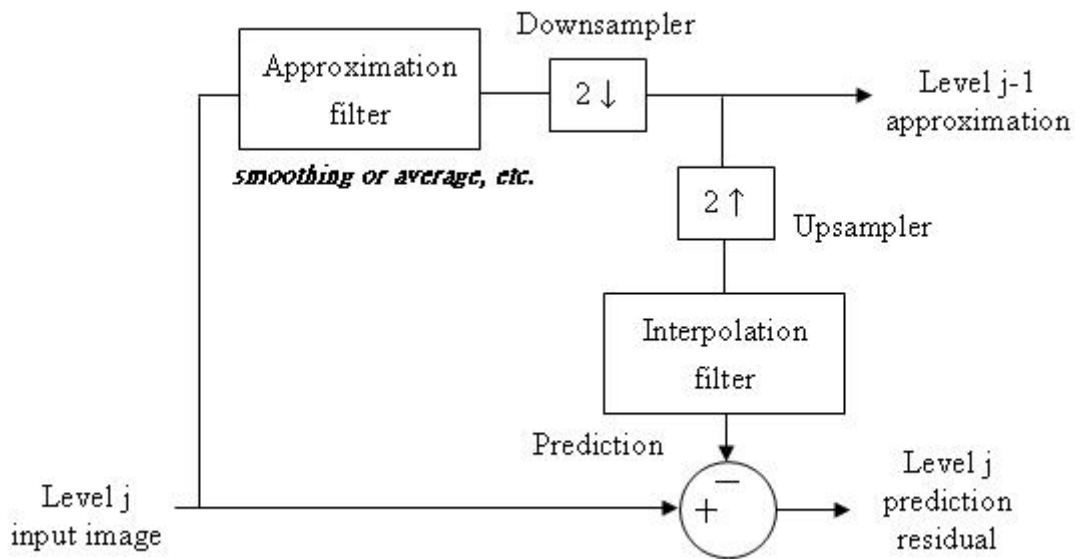 Downsampler
Approximation
filter
2 ↓
Level j-1
approximation
smoothing or average, etc.
2 ↑
Upsampler
Interpolation
filter
Prediction
Level j
input image
+
−
Level j
prediction
residual